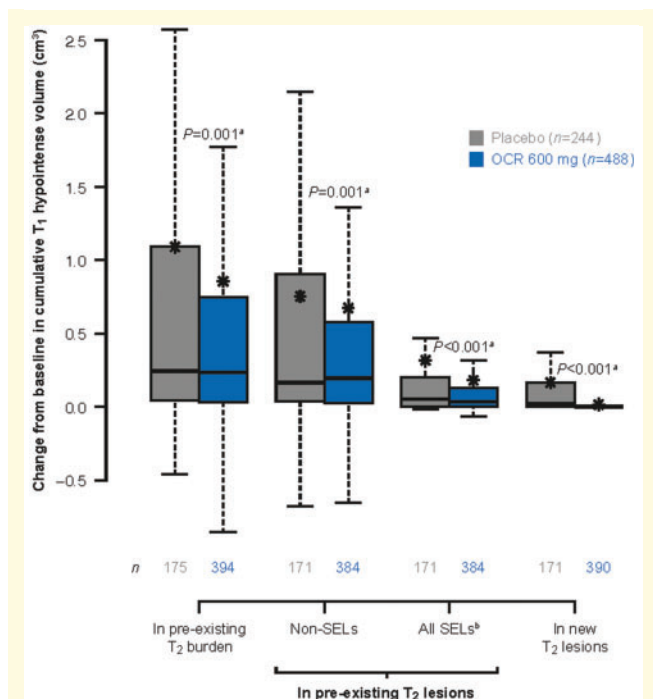 Change from baseline in cumulative T₁ hypointense volume (cm³)
2.5
2.0
1.5
1.0
0.5
0.0
−0.5
P=0.001ᵃ
P=0.001ᵃ
P<0.001ᵃ
P<0.001ᵃ
Placebo (n=244)
OCR 600 mg (n=488)
n 175 394 171 384 171 384 171 390
In pre-existing
T₂ burden
Non-SELs
All SELsᵇ
In new
T₂ lesions
In pre-existing T₂ lesions